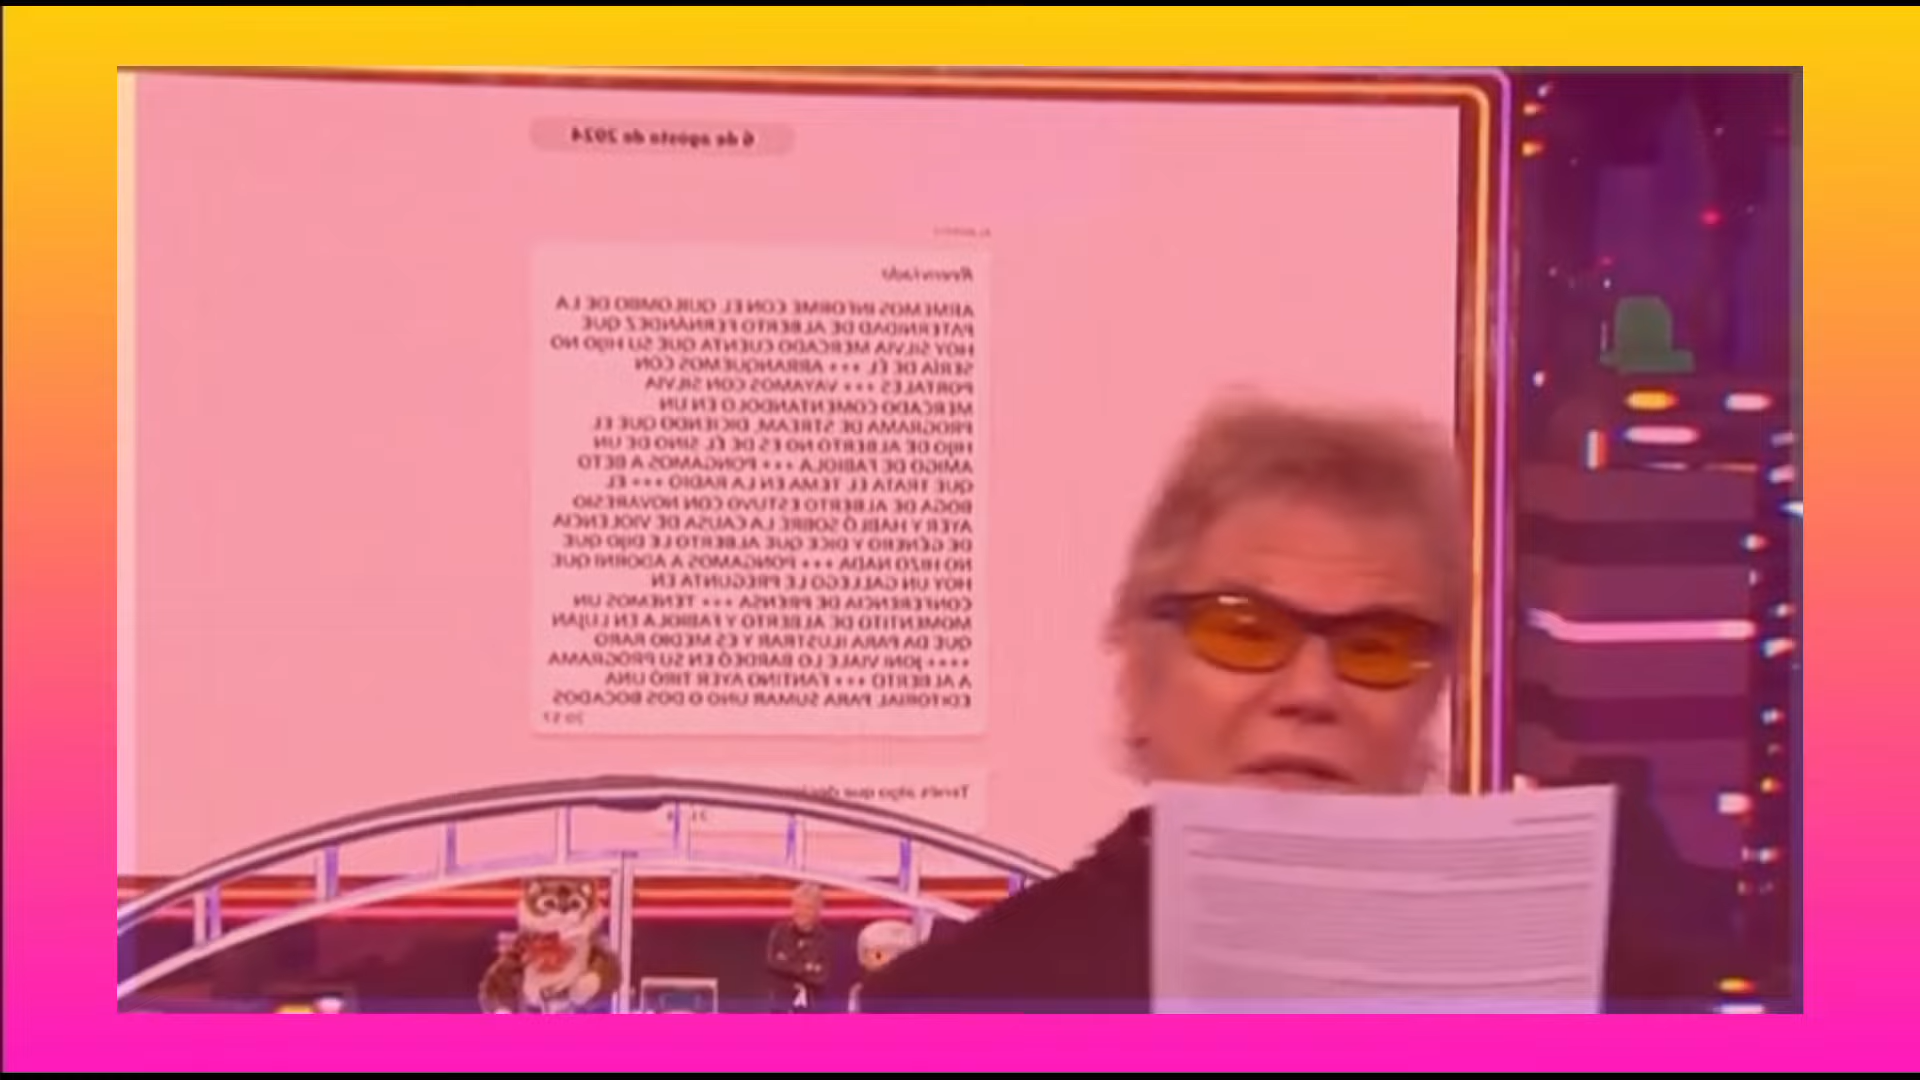 6 de agosto de 2024
Reenviado
ARMEMOS INFORME CON EL QUILOMBO DE LA
PATERNIDAD DE ALBERTO FERNÁNDEZ QUE
HOY SILVIA MERCADO CUENTA QUE SU HIJO NO
SERÍA DE ÉL +++ ARRANQUEMOS CON
PORTALES +++ VAYAMOS CON SILVIA
MERCADO COMENTANDOLO EN UN
PROGRAMA DE STREAM, DICIENDO QUE EL
HIJO DE ALBERTO NO ES DE ÉL SINO DE UN
AMIGO DE FABIOLA +++ PONGAMOS A BETO
QUE TRATA EL TEMA EN LA RADIO +++ EL
BOGA DE ALBERTO ESTUVO CON NOVARESIO
AYER Y HABLÓ SOBRE LA CAUSA DE VIOLENCIA
DE GÉNERO Y DICE QUE ALBERTO LE DIJO QUE
NO HIZO NADA +++ PONGAMOS A ADORNI QUE
HOY UN GALLEGO LE PREGUNTA EN
CONFERENCIA DE PRENSA +++ TENEMOS UN
MOMENTITO DE ALBERTO Y FABIOLA EN LUJAN
QUE DA PARA ILUSTRAR Y ES MEDIO RARO
++++ JONI VIALE LO BARDEÓ EN SU PROGRAMA
A ALBERTO +++ FANTINO AYER TIRÓ UNA
EDITORIAL PARA SUMAR UNO O DOS BOCADOS
20:57
Tenés algo que